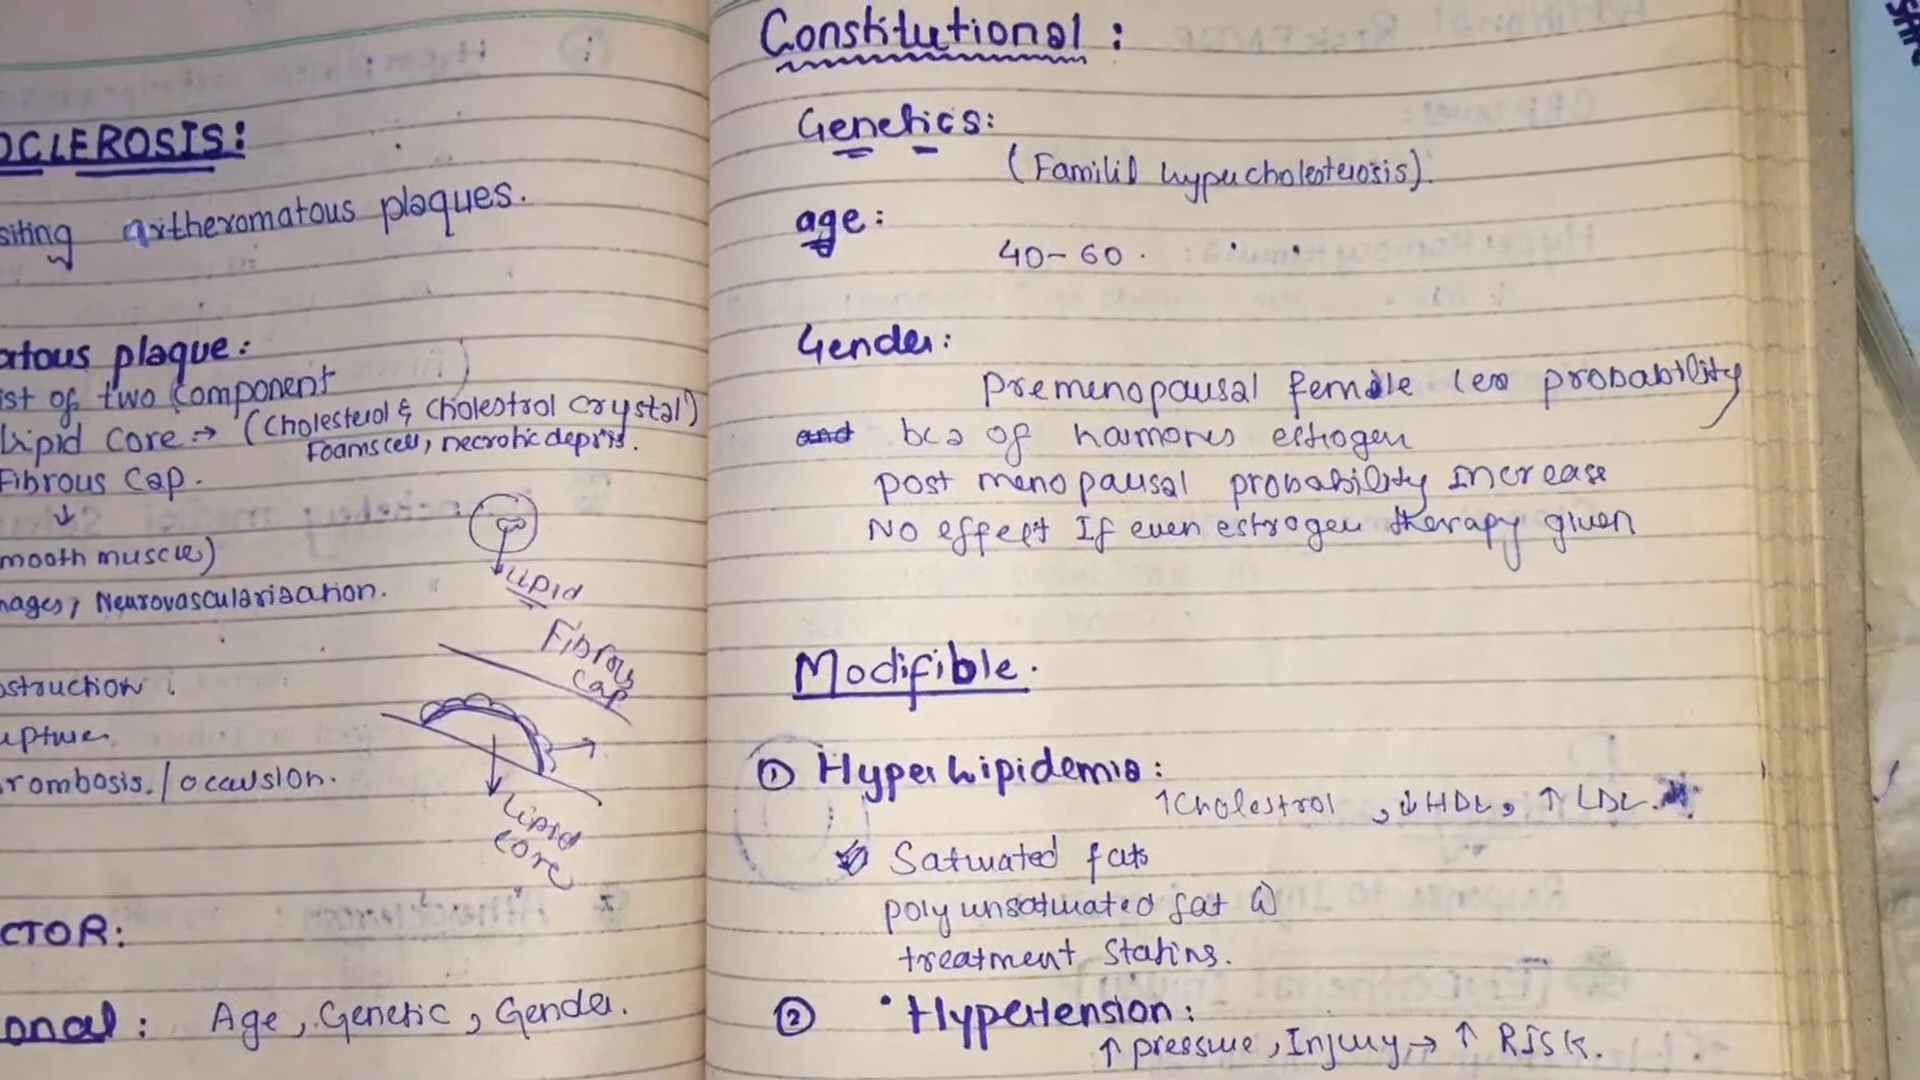 OCLEROSIS:
siting artheromatous plaques.
atous plaque:
ist of two component
Lipid Core → (Cholesterol & Cholestrol crystal)
Foamscell, necrotic depris.
Fibrous Cap.
↓
mooth muscle)
hages, Neurovascularisation.
Lipid
Fibrous
Cap
bstruction.
upture
rombosis. / occulsion.
Lipid
core
CTOR:
onal: Age, Genetic, Gender.
Constitutional:
Genetics:
(Familil hypercholesterosis).
age:
40-60.
Gender:
Premenopausal female less probability
and bcz of harmones estrogen
post menopausal probability Increase
No effect If even estrogen therapy given
Modifible.
① HyperLipidemia:
↑Cholestrol, ↓HDL, ↑LDL.
Saturated fats
poly unsaturated fat
treatment Statins.
② Hypertension:
↑ pressure, Injury → ↑ RISK.